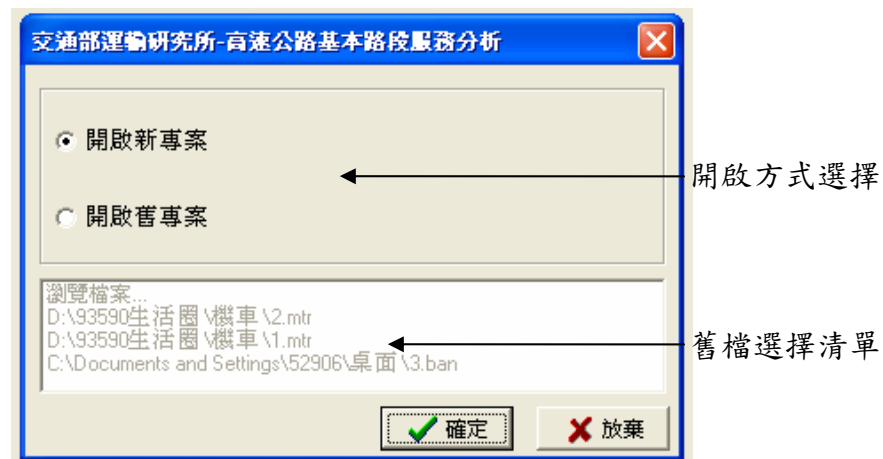 交通部運輸研究所-高速公路基本路段服務分析
開啟新專案
開啟方式選擇
開啟舊專案
瀏覽檔案...
D:\93590生活圈\機車\2.mtr
D:\93590生活圈\機車\1.mtr
舊檔選擇清單
C:\Documents and Settings\52906\桌面\3.ban
確定
放棄